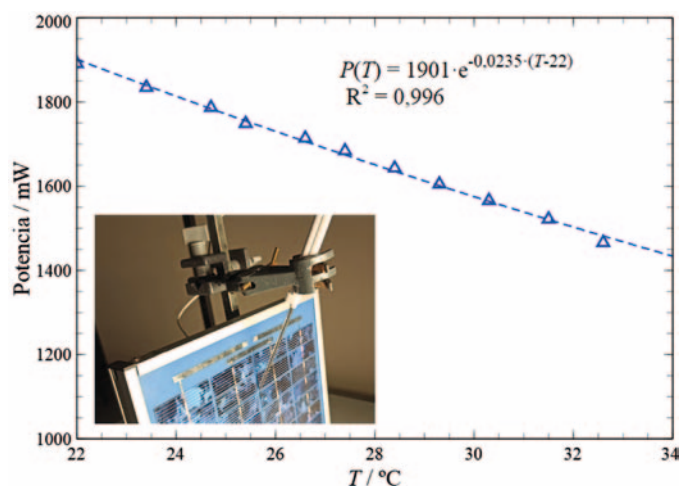 2000
1800
1600
1400
1200
1000
Potencia / mW
P(T) = 1901·e^-0.0235·(T-22)
R² = 0,996
22 24 26 28 30 32 34
T / ºC